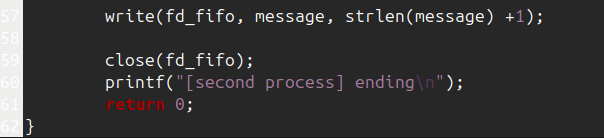 57 write(fd_fifo, message, strlen(message) +1);
58
59 close(fd_fifo);
60 printf("[second process] ending\n");
61 return 0;
62 }